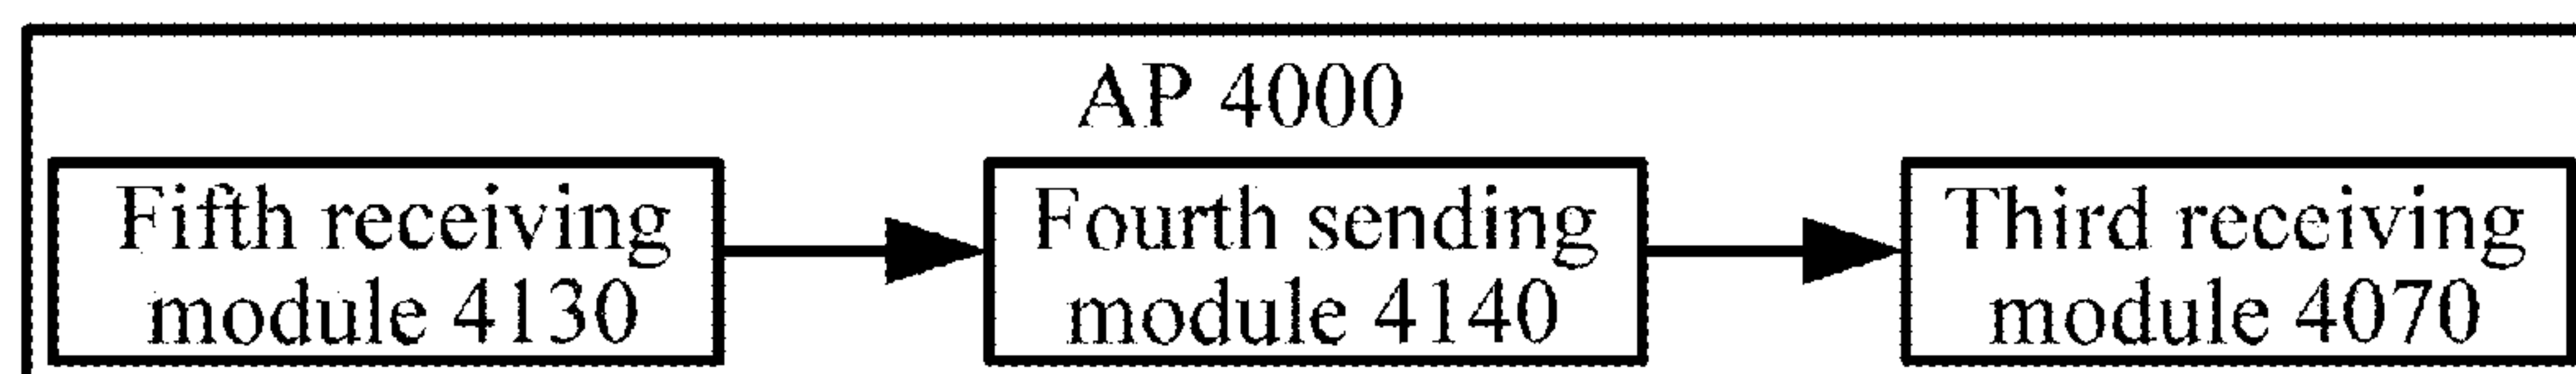 AP 4000
Fifth receiving
module 4130
Fourth sending
module 4140
Third receiving
module 4070